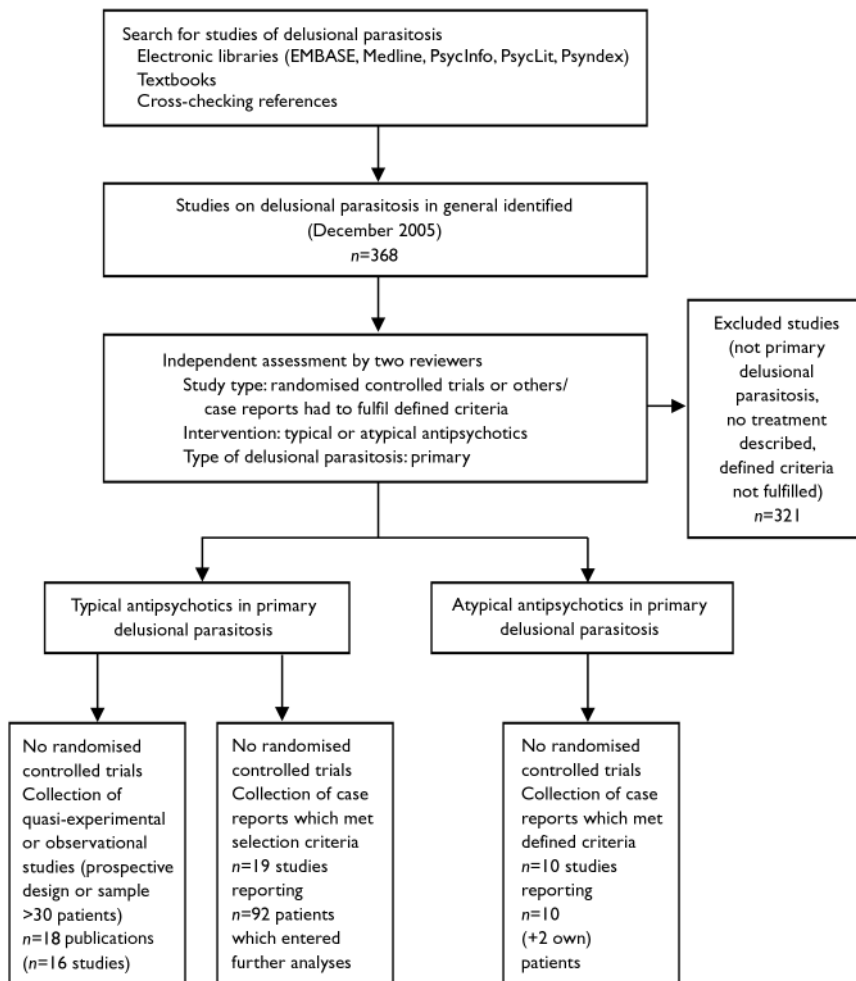 Search for studies of delusional parasitosis
Electronic libraries (EMBASE, Medline, PsycInfo, PsycLit, Psyndex)
Textbooks
Cross-checking references
Studies on delusional parasitosis in general identified
(December 2005)
n=368
Independent assessment by two reviewers
Study type: randomised controlled trials or others/
case reports had to fulfil defined criteria
Intervention: typical or atypical antipsychotics
Type of delusional parasitosis: primary
Excluded studies
(not primary
delusional
parasitosis,
no treatment
described,
defined criteria
not fulfilled)
n=321
Typical antipsychotics in primary
delusional parasitosis
Atypical antipsychotics in primary
delusional parasitosis
No randomised
controlled trials
Collection of
quasi-experimental
or observational
studies (prospective
design or sample
>30 patients)
n=18 publications
(n=16 studies)
No randomised
controlled trials
Collection of case
reports which met
selection criteria
n=19 studies
reporting
n=92 patients
which entered
further analyses
No randomised
controlled trials
Collection of case
reports which met
defined criteria
n=10 studies
reporting
n=10
(+2 own)
patients